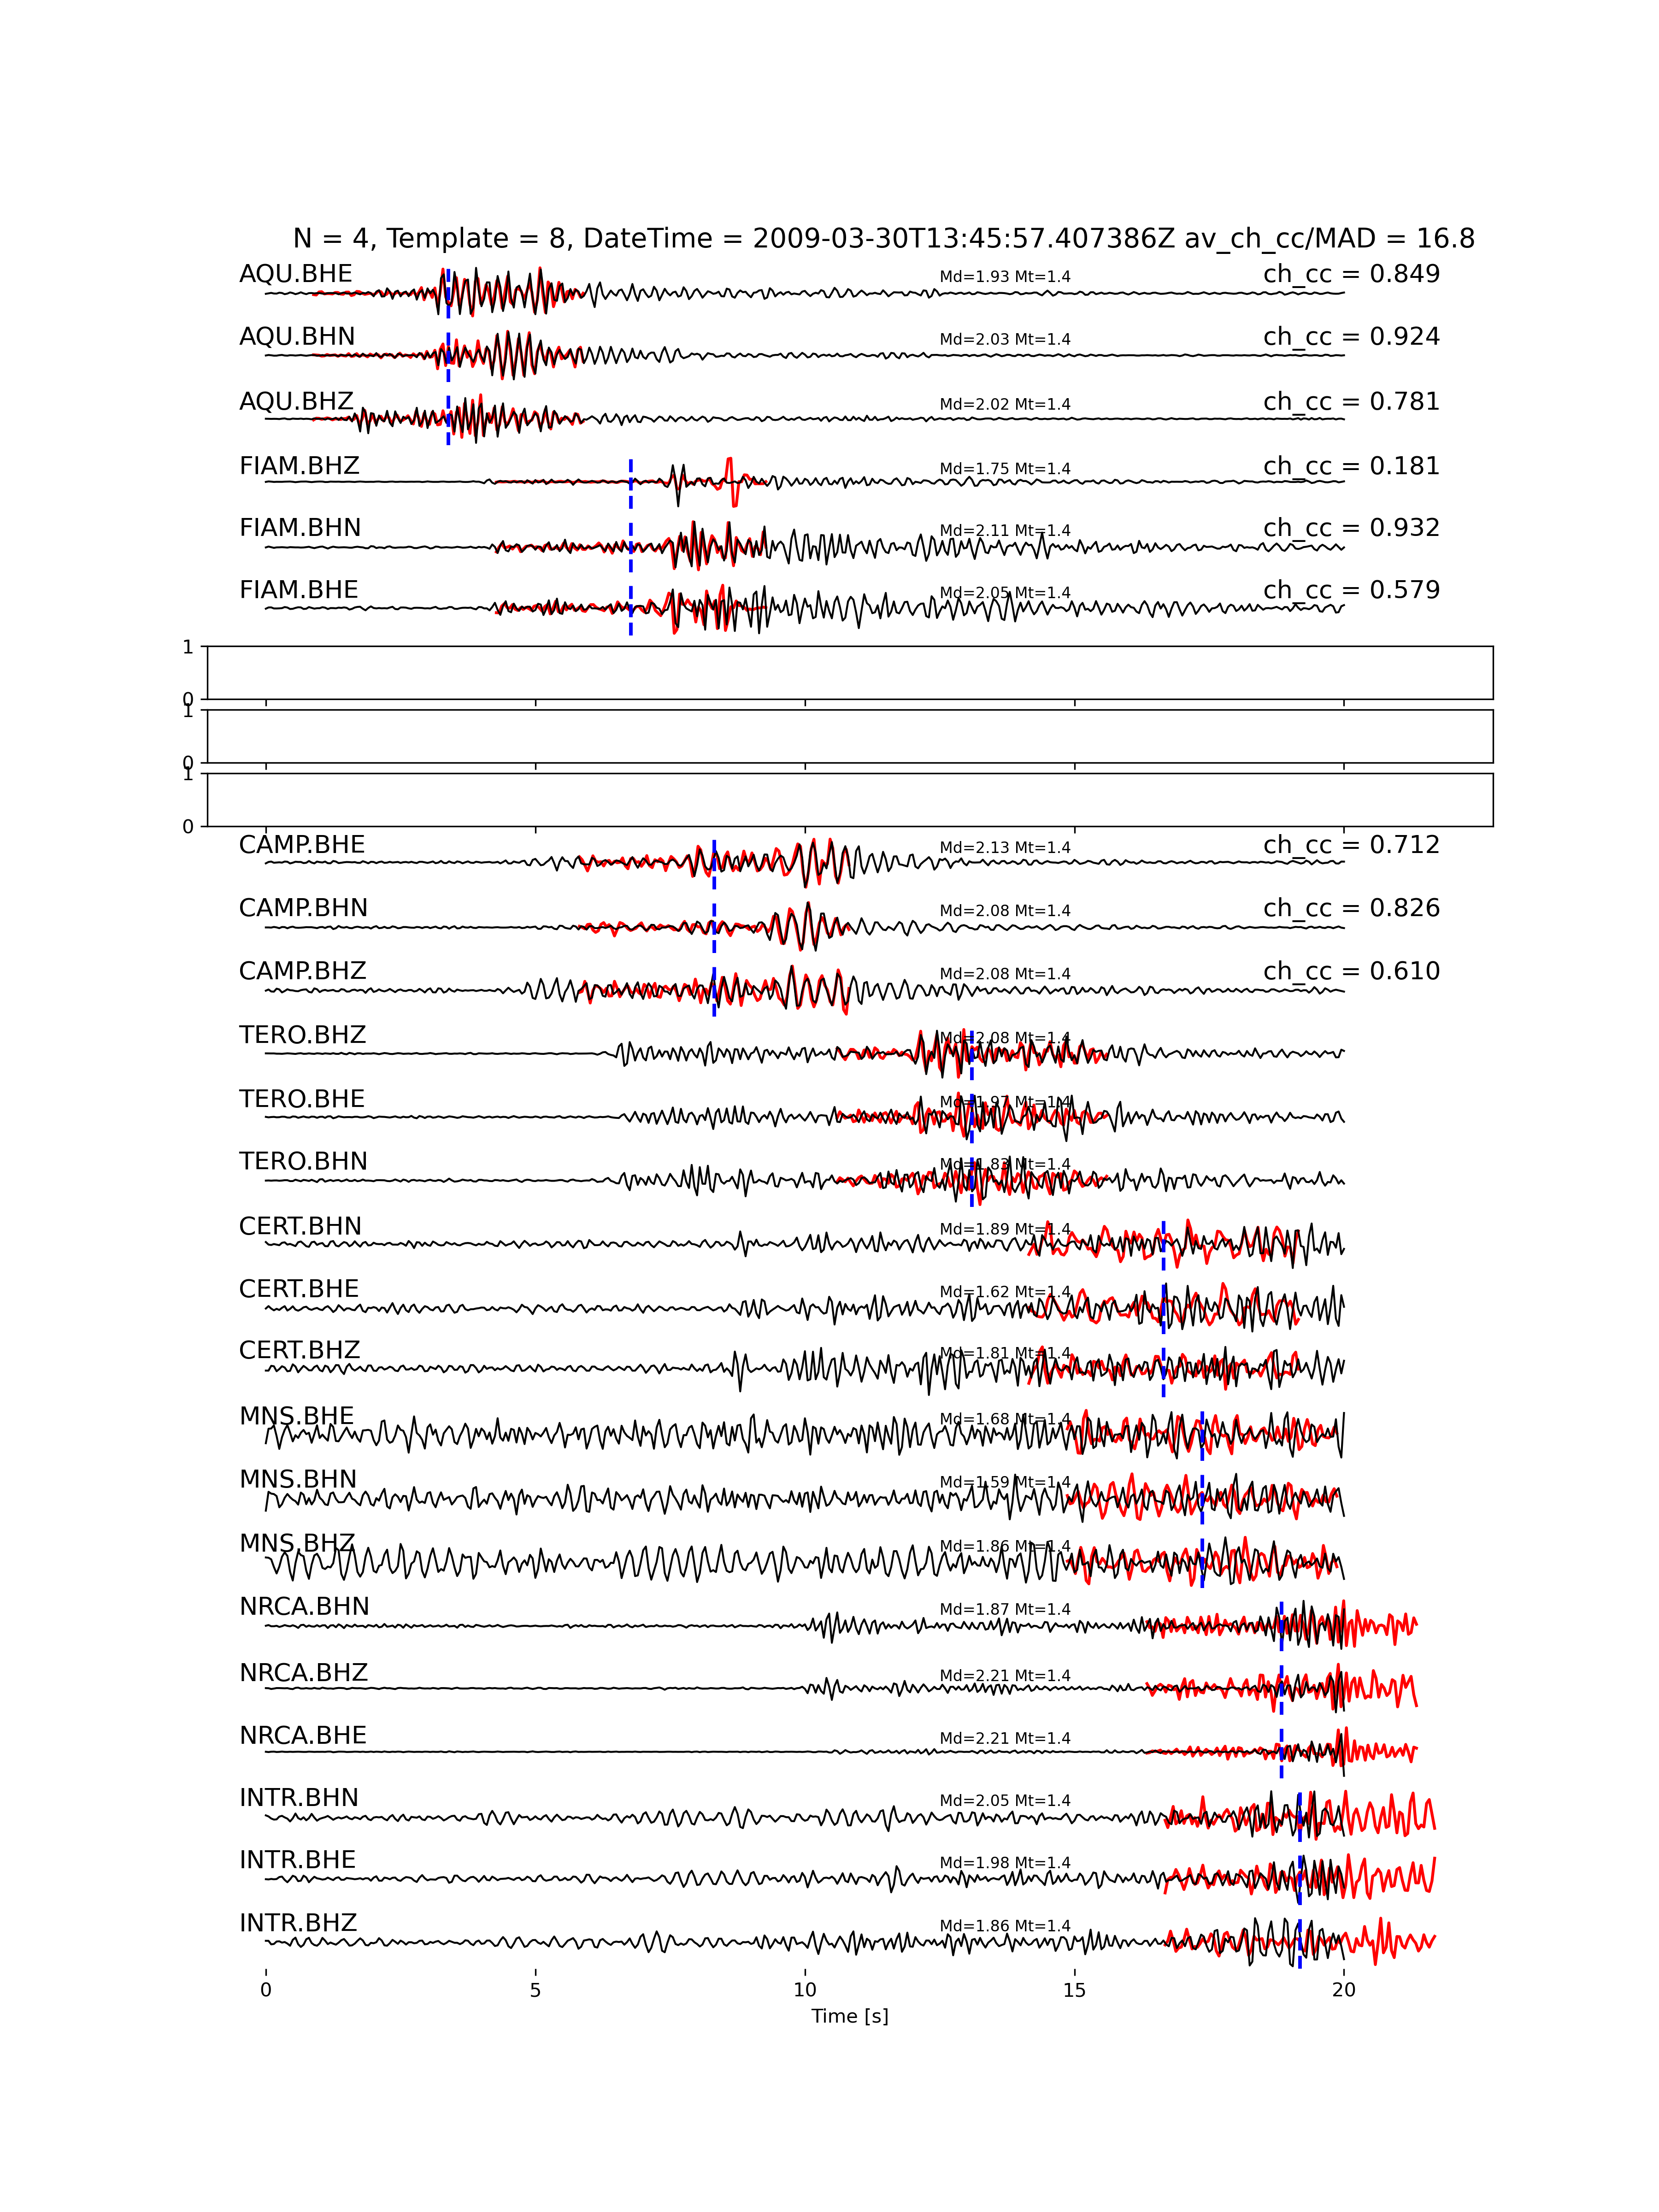 N = 4, Template = 8, DateTime = 2009-03-30T13:45:57.407386Z av_ch_cc/MAD = 16.8
AQU.BHE Md=1.93 Mt=1.4 ch_cc = 0.849
AQU.BHN Md=2.03 Mt=1.4 ch_cc = 0.924
AQU.BHZ Md=2.02 Mt=1.4 ch_cc = 0.781
FIAM.BHZ Md=1.75 Mt=1.4 ch_cc = 0.181
FIAM.BHN Md=2.11 Mt=1.4 ch_cc = 0.932
FIAM.BHE Md=2.05 Mt=1.4 ch_cc = 0.579
1
0
1
0
1
0
CAMP.BHE Md=2.13 Mt=1.4 ch_cc = 0.712
CAMP.BHN Md=2.08 Mt=1.4 ch_cc = 0.826
CAMP.BHZ Md=2.08 Mt=1.4 ch_cc = 0.610
TERO.BHZ Md=2.08 Mt=1.4
TERO.BHE Md=1.97 Mt=1.4
TERO.BHN Md=1.83 Mt=1.4
CERT.BHN Md=1.89 Mt=1.4
CERT.BHE Md=1.62 Mt=1.4
CERT.BHZ Md=1.81 Mt=1.4
MNS.BHE Md=1.68 Mt=1.4
MNS.BHN Md=1.59 Mt=1.4
MNS.BHZ Md=1.86 Mt=1.4
NRCA.BHN Md=1.87 Mt=1.4
NRCA.BHZ Md=2.21 Mt=1.4
NRCA.BHE Md=2.21 Mt=1.4
INTR.BHN Md=2.05 Mt=1.4
INTR.BHE Md=1.98 Mt=1.4
INTR.BHZ Md=1.86 Mt=1.4
0 5 10 15 20
Time [s]